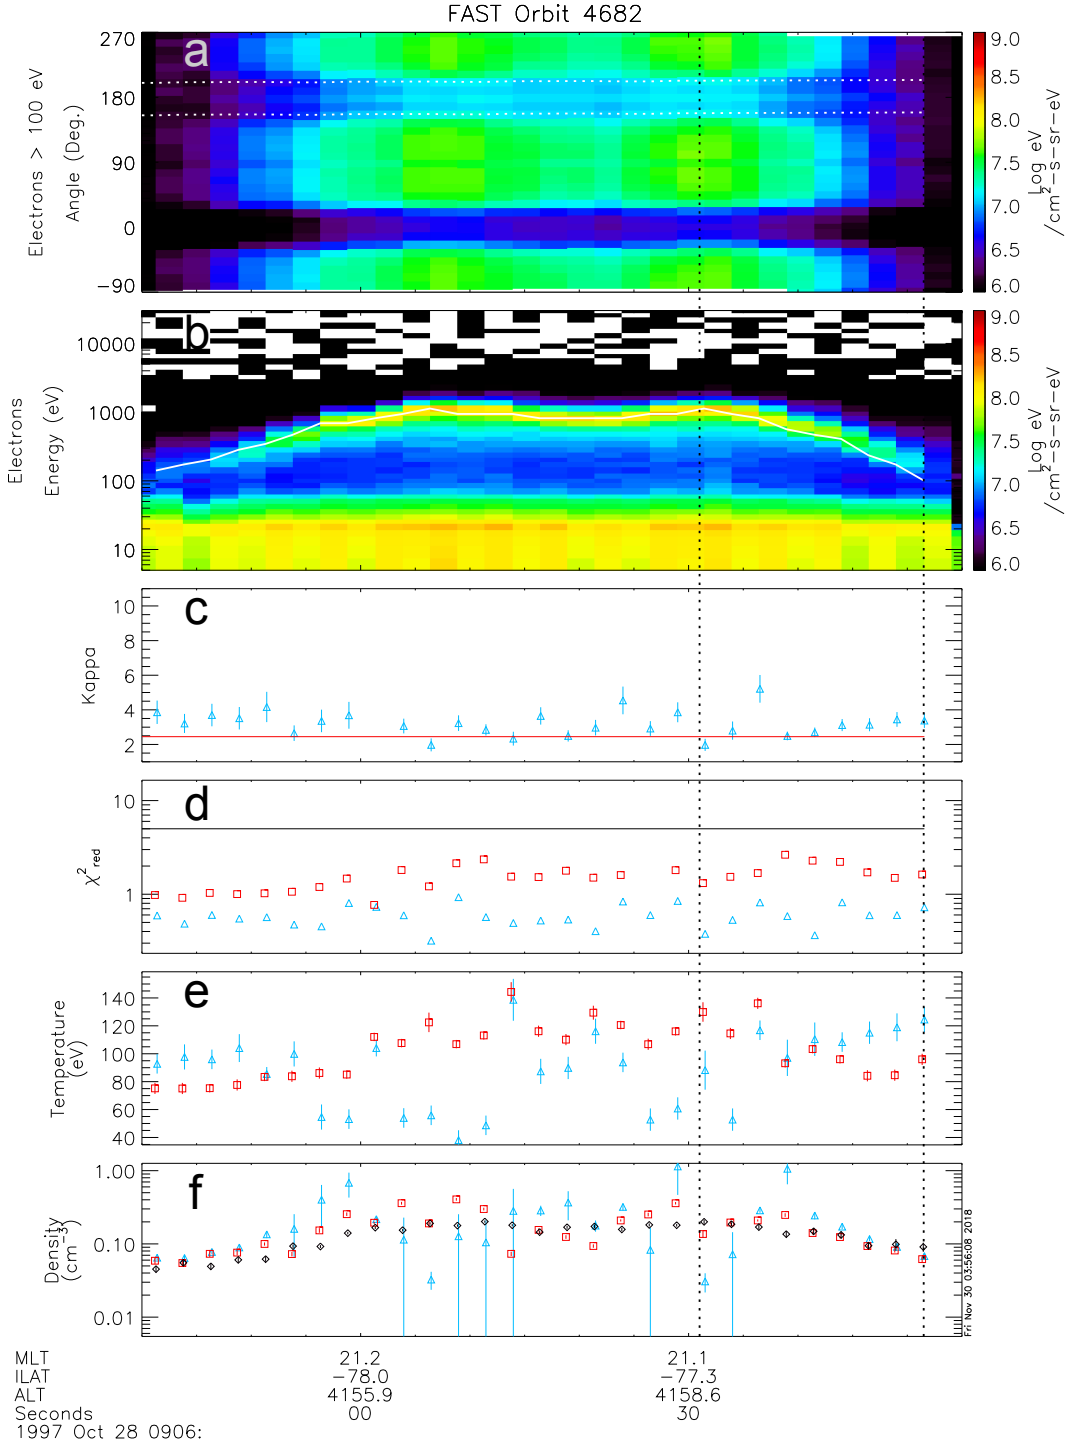 FAST Orbit 4682
a
Electrons > 100 eV
Angle (Deg.)
270
180
90
0
−90
9.0
8.5
8.0
7.5
7.0
6.5
6.0
Log eV
/cm²−s−sr−eV
b
Electrons
Energy (eV)
10000
1000
100
10
9.0
8.5
8.0
7.5
7.0
6.5
6.0
Log eV
/cm²−s−sr−eV
c
Kappa
10
8
6
4
2
d
χ²red
10
1
e
Temperature
(eV)
140
120
100
80
60
40
f
Density
(cm⁻³)
1.00
0.10
0.01
Fri Nov 30 03:56:08 2018
MLT 21.2 21.1
ILAT −78.0 −77.3
ALT 4155.9 4158.6
Seconds 00 30
1997 Oct 28 0906: